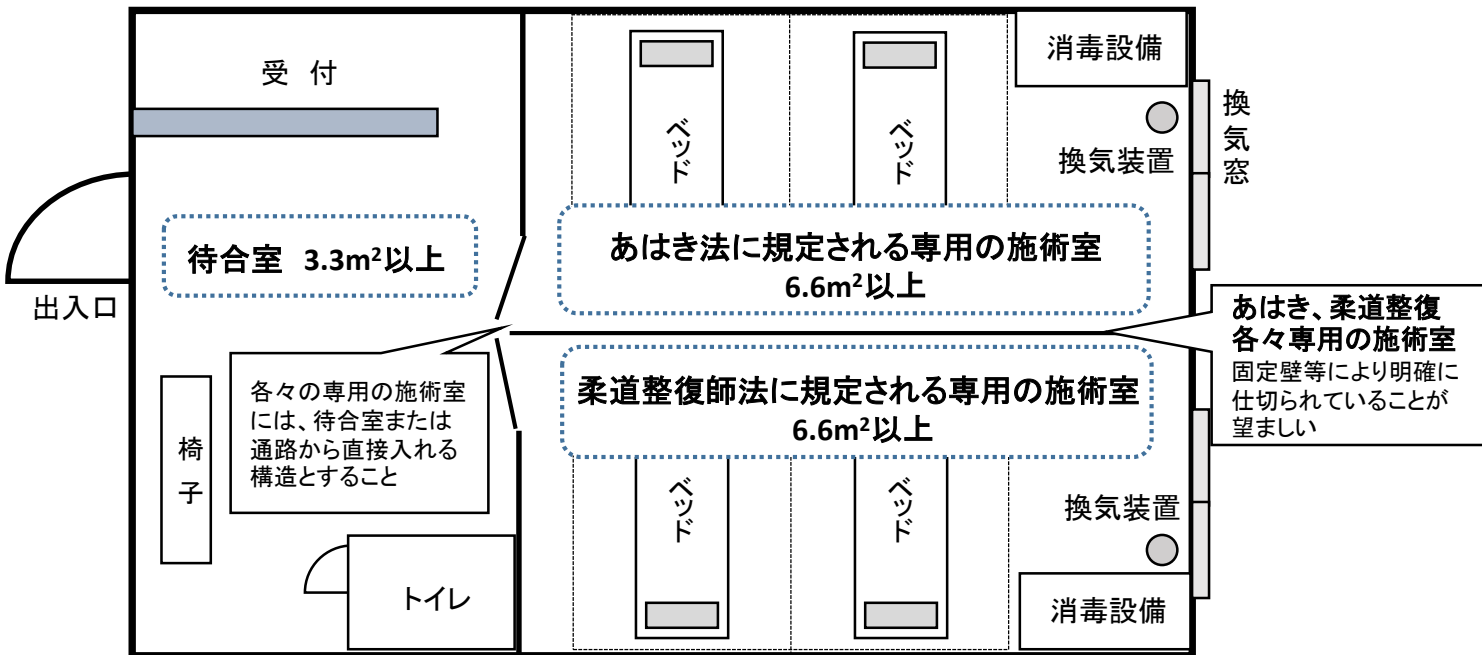 受 付
待合室 3.3m²以上
出入口
各々の専用の施術室
には、待合室または
通路から直接入れる
構造とすること
椅子
トイレ
ベッド
ベッド
消毒設備
換気装置
換気窓
あはき法に規定される専用の施術室
6.6m²以上
あはき、柔道整復
各々専用の施術室
固定壁等により明確に
仕切られていることが
望ましい
柔道整復師法に規定される専用の施術室
6.6m²以上
ベッド
ベッド
換気装置
消毒設備